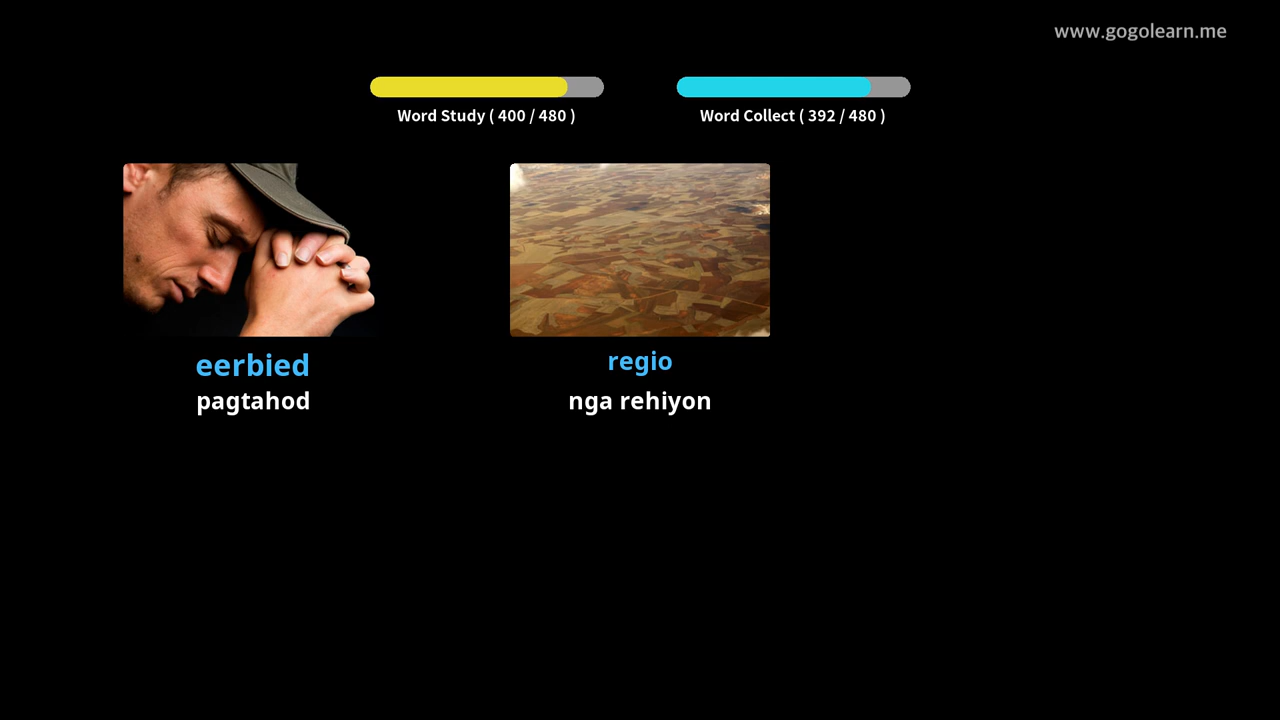 www.gogolearn.me
Word Study ( 400 / 480 )
Word Collect ( 392 / 480 )
eerbied
pagtahod
regio
nga rehiyon